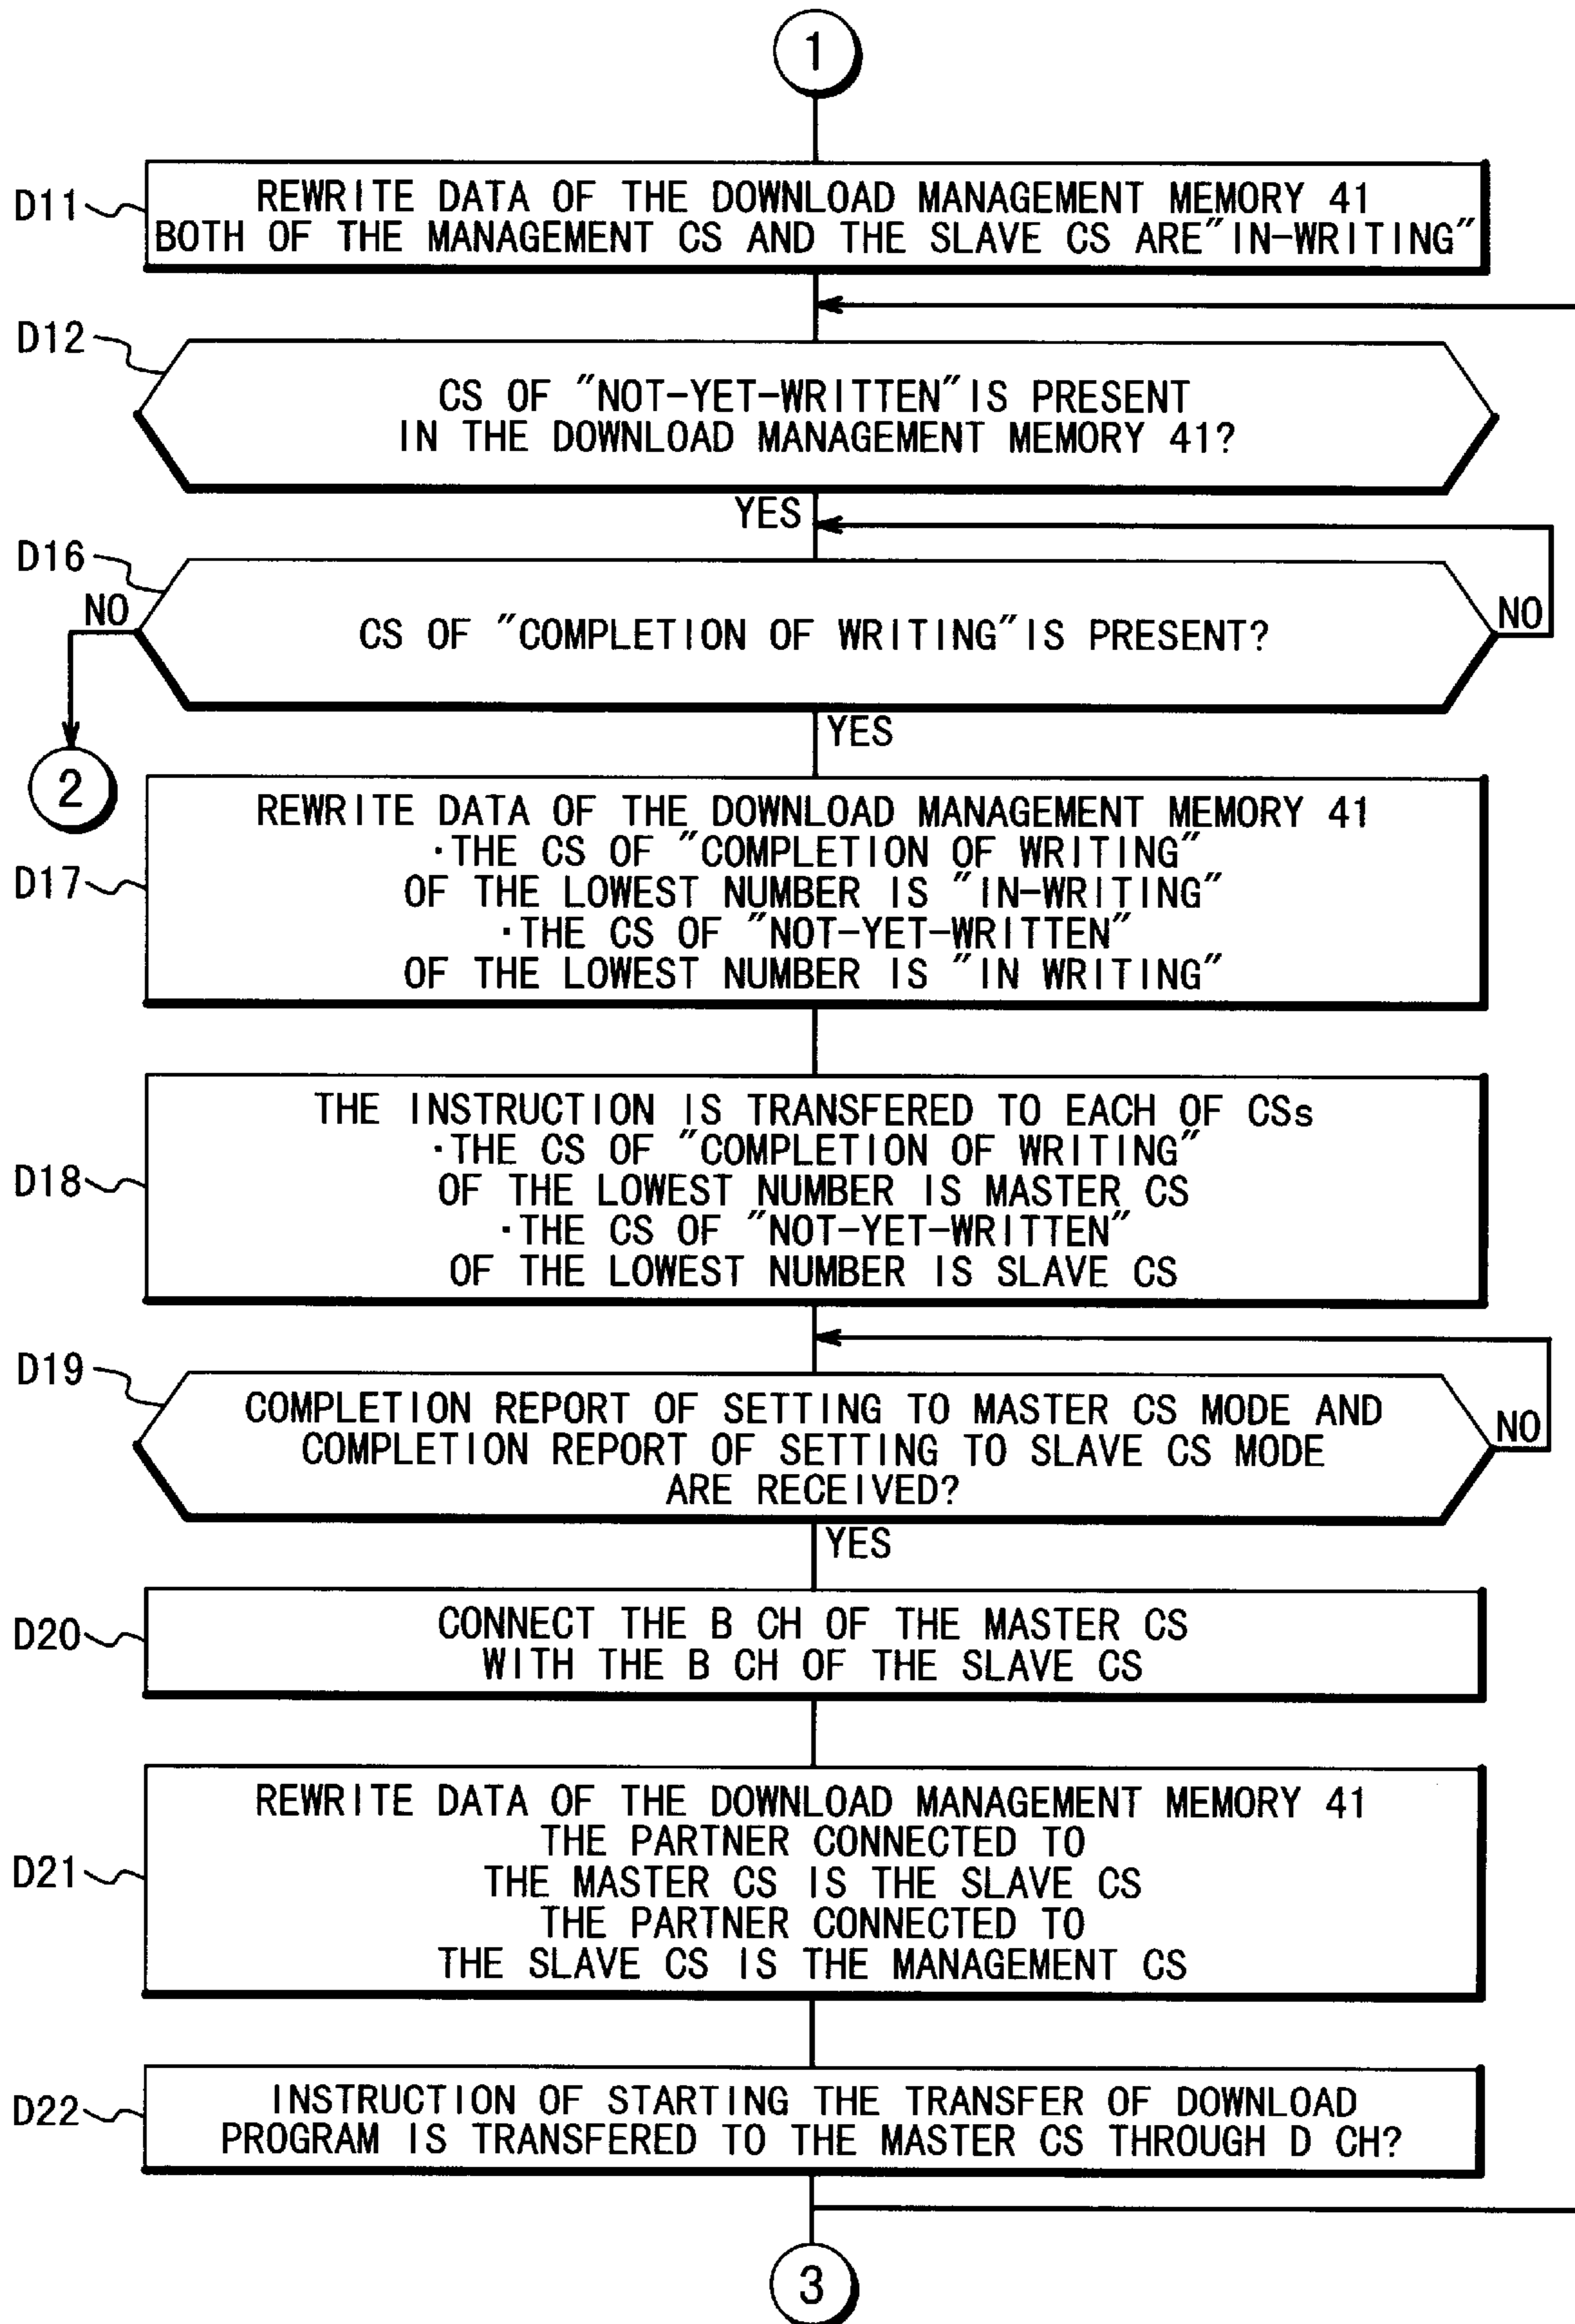 1
D11
REWRITE DATA OF THE DOWNLOAD MANAGEMENT MEMORY 41
BOTH OF THE MANAGEMENT CS AND THE SLAVE CS ARE"IN-WRITING"
D12
CS OF "NOT-YET-WRITTEN"IS PRESENT
IN THE DOWNLOAD MANAGEMENT MEMORY 41?
YES
D16
NO
CS OF "COMPLETION OF WRITING"IS PRESENT?
NO
YES
2
D17
REWRITE DATA OF THE DOWNLOAD MANAGEMENT MEMORY 41
·THE CS OF "COMPLETION OF WRITING"
OF THE LOWEST NUMBER IS "IN-WRITING"
·THE CS OF "NOT-YET-WRITTEN"
OF THE LOWEST NUMBER IS "IN WRITING"
D18
THE INSTRUCTION IS TRANSFERED TO EACH OF CSs
·THE CS OF "COMPLETION OF WRITING"
OF THE LOWEST NUMBER IS MASTER CS
·THE CS OF "NOT-YET-WRITTEN"
OF THE LOWEST NUMBER IS SLAVE CS
D19
COMPLETION REPORT OF SETTING TO MASTER CS MODE AND
COMPLETION REPORT OF SETTING TO SLAVE CS MODE
ARE RECEIVED?
NO
YES
D20
CONNECT THE B CH OF THE MASTER CS
WITH THE B CH OF THE SLAVE CS
D21
REWRITE DATA OF THE DOWNLOAD MANAGEMENT MEMORY 41
THE PARTNER CONNECTED TO
THE MASTER CS IS THE SLAVE CS
THE PARTNER CONNECTED TO
THE SLAVE CS IS THE MANAGEMENT CS
D22
INSTRUCTION OF STARTING THE TRANSFER OF DOWNLOAD
PROGRAM IS TRANSFERED TO THE MASTER CS THROUGH D CH?
3